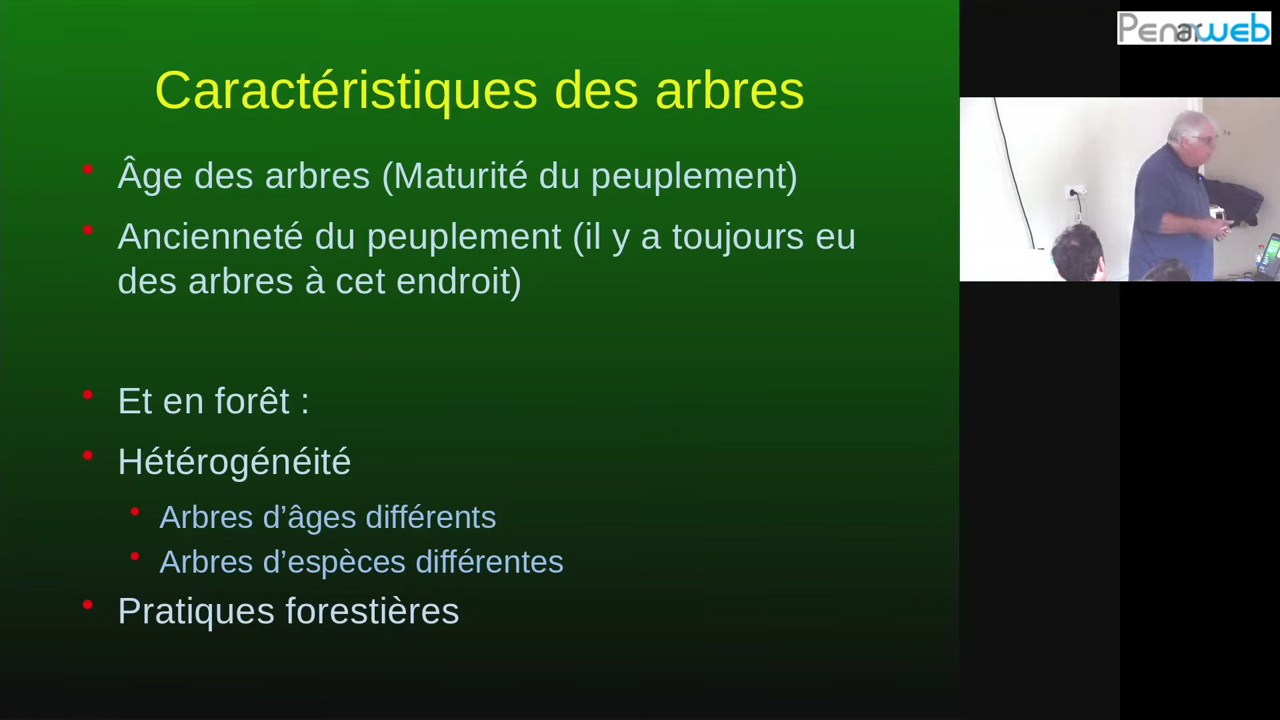 Penarweb
Caractéristiques des arbres
Âge des arbres (Maturité du peuplement)
Ancienneté du peuplement (il y a toujours eu
des arbres à cet endroit)
Et en forêt :
Hétérogénéité
Arbres d’âges différents
Arbres d’espèces différentes
Pratiques forestières